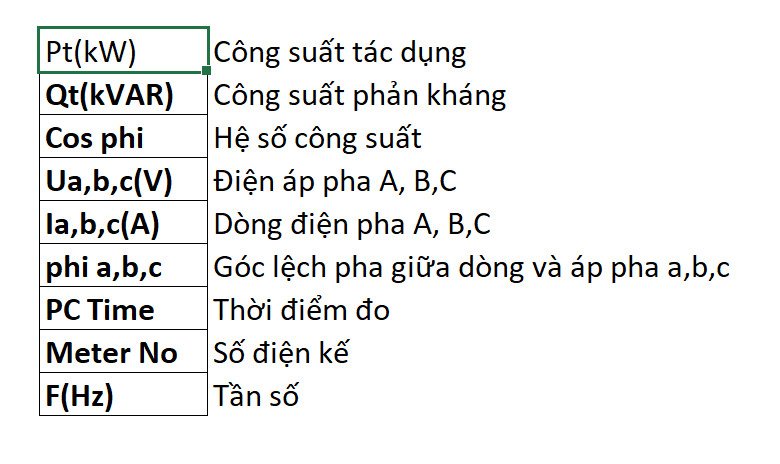 Pt(kW) Công suất tác dụng
Qt(kVAR) Công suất phản kháng
Cos phi Hệ số công suất
Ua,b,c(V) Điện áp pha A, B,C
Ia,b,c(A) Dòng điện pha A, B,C
phi a,b,c Góc lệch pha giữa dòng và áp pha a,b,c
PC Time Thời điểm đo
Meter No Số điện kế
F(Hz) Tần số